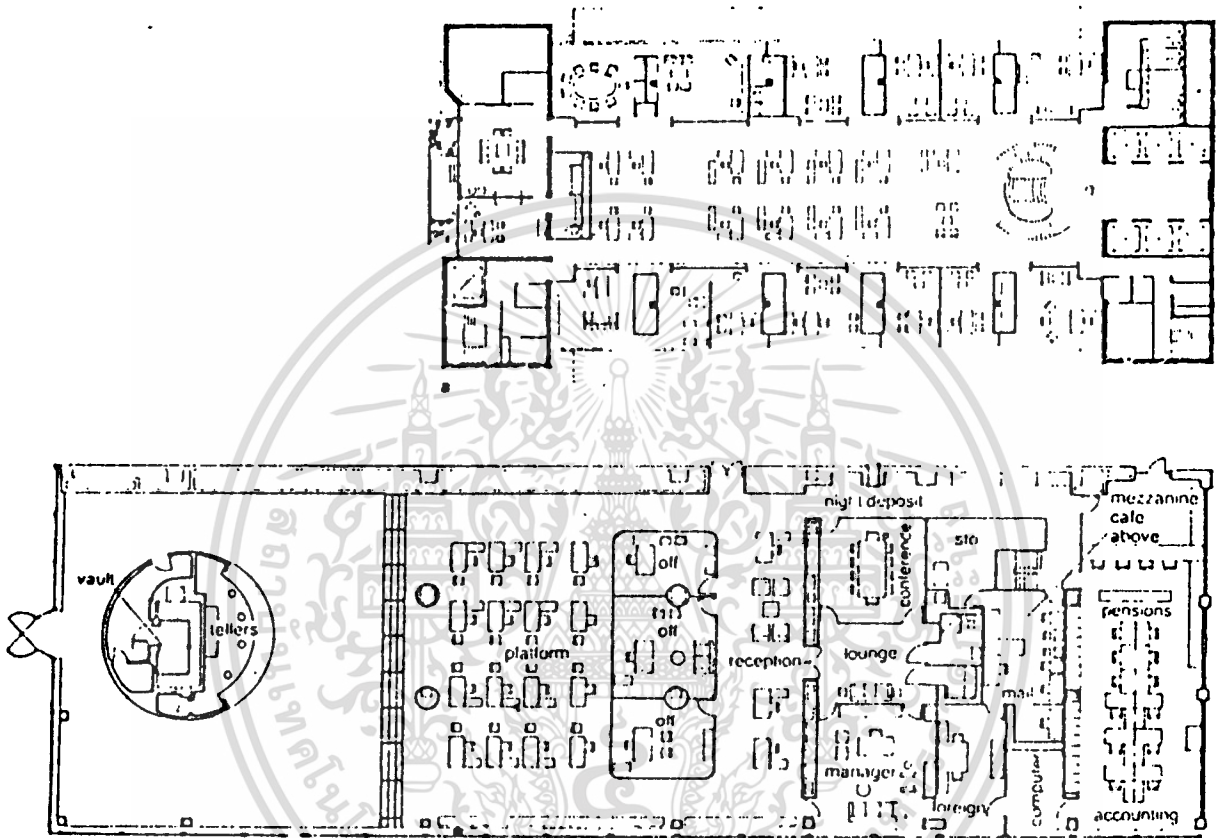 night deposit
mezzanine
cafe
above
conference
sto
off
vault
tellers
pensions
off
platform
reception
lounge
mail
off
manager
foreign
computer
accounting